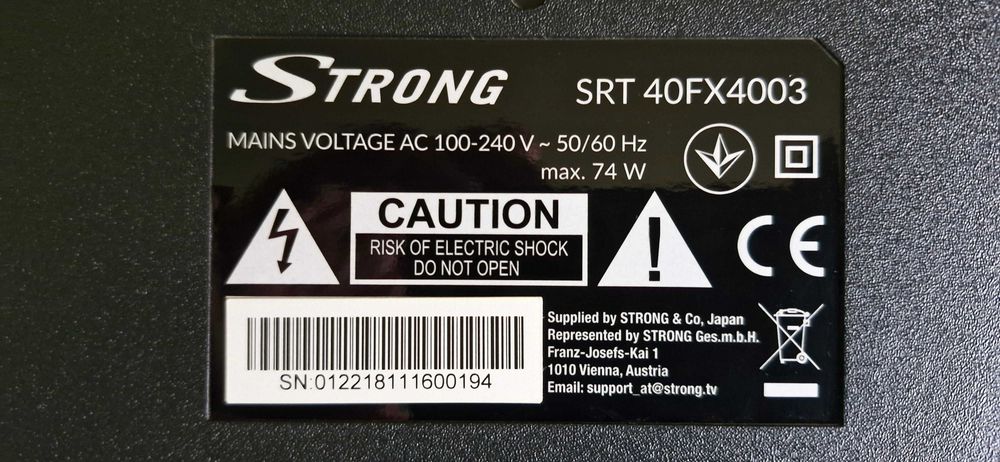 STRONG
SRT 40FX4003
MAINS VOLTAGE AC 100-240 V ~ 50/60 Hz
max. 74 W
CAUTION
RISK OF ELECTRIC SHOCK
DO NOT OPEN
CE
SN:012218111600194
Supplied by STRONG & Co, Japan
Represented by STRONG Ges.m.b.H.
Franz-Josefs-Kai 1
1010 Vienna, Austria
Email: support_at@strong.tv